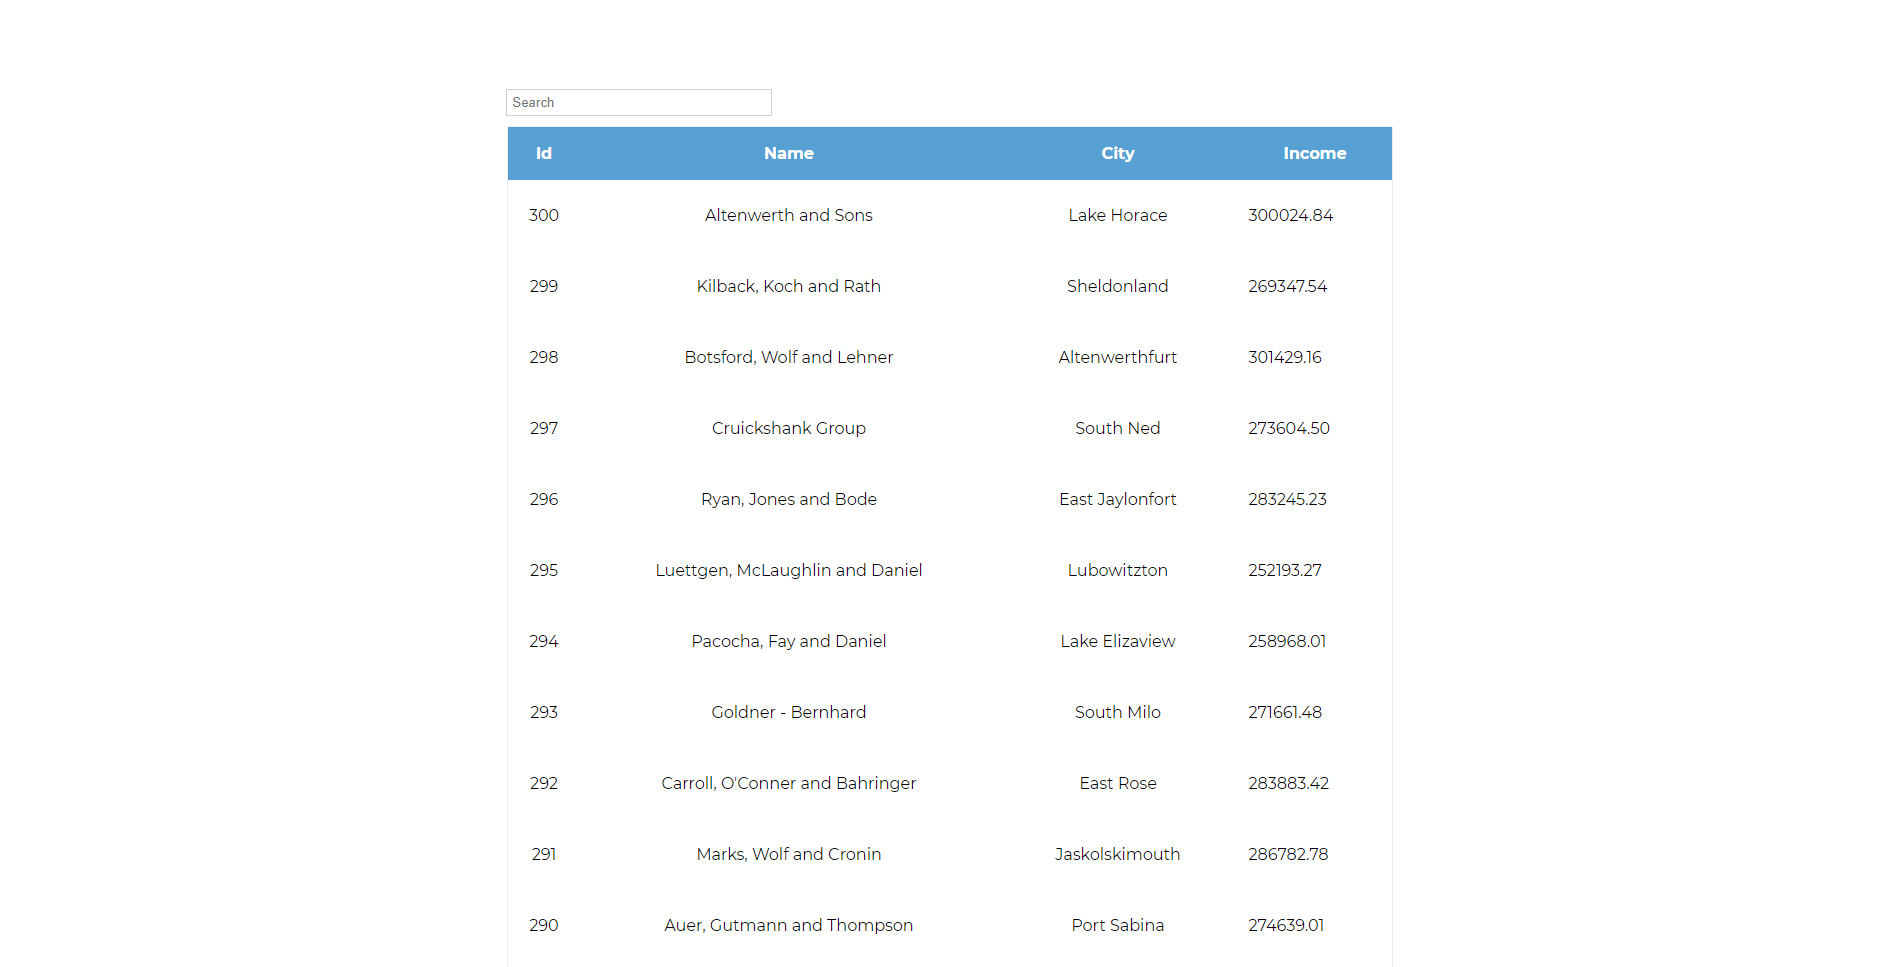 Search
Id Name City Income
300 Altenwerth and Sons Lake Horace 300024.84
299 Kilback, Koch and Rath Sheldonland 269347.54
298 Botsford, Wolf and Lehner Altenwerthfurt 301429.16
297 Cruickshank Group South Ned 273604.50
296 Ryan, Jones and Bode East Jaylonfort 283245.23
295 Luettgen, McLaughlin and Daniel Lubowitzton 252193.27
294 Pacocha, Fay and Daniel Lake Elizaview 258968.01
293 Goldner - Bernhard South Milo 271661.48
292 Carroll, O'Conner and Bahringer East Rose 283883.42
291 Marks, Wolf and Cronin Jaskolskimouth 286782.78
290 Auer, Gutmann and Thompson Port Sabina 274639.01